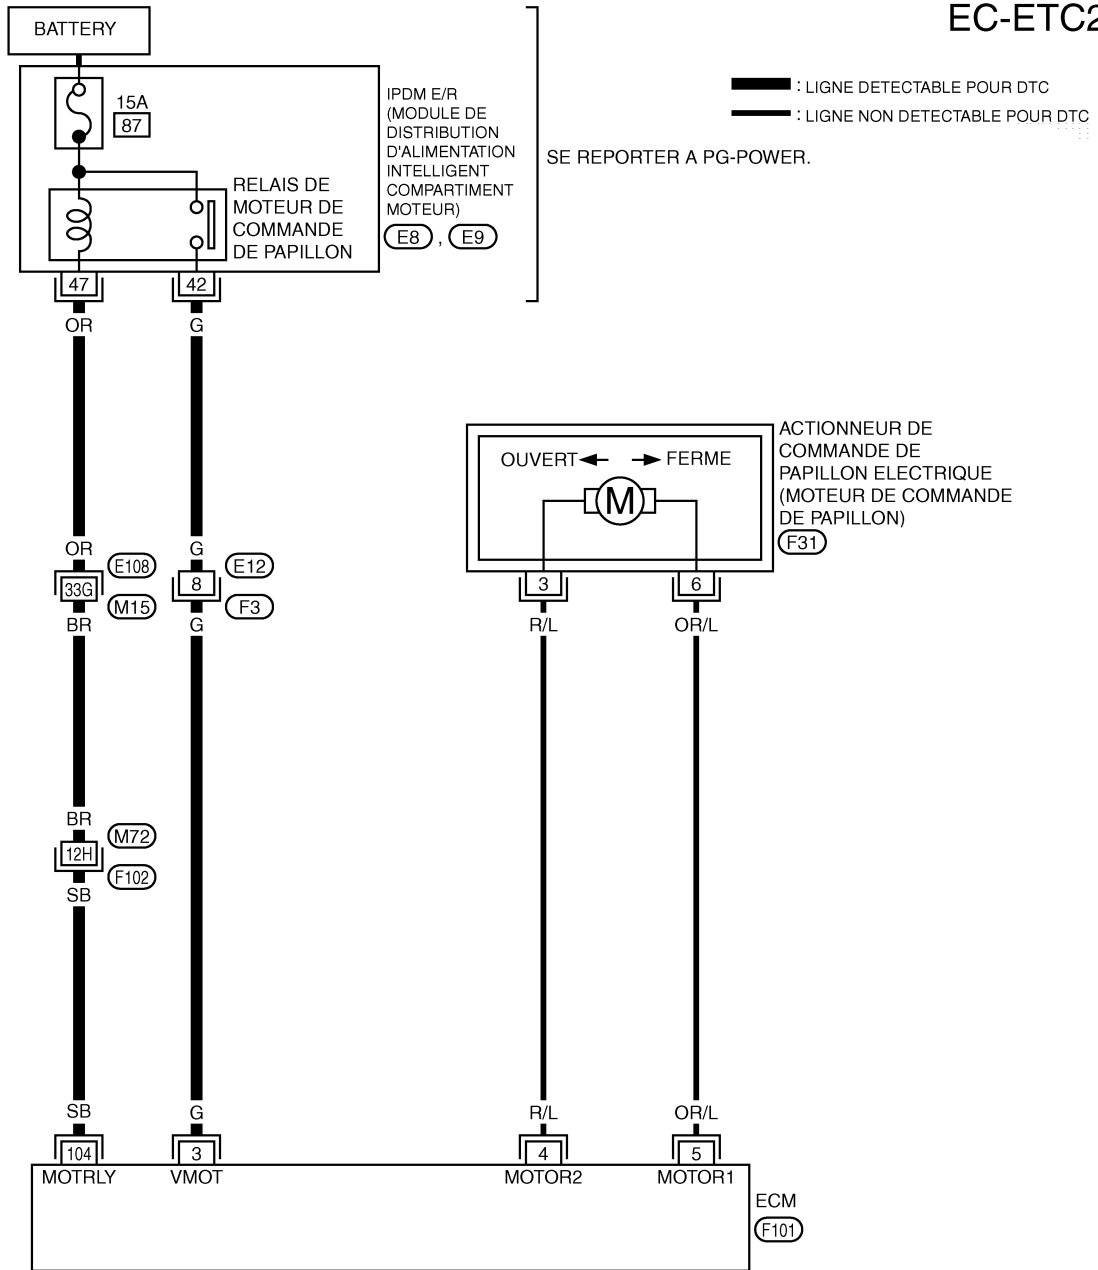 EC-ETC2
BATTERY
: LIGNE DETECTABLE POUR DTC
: LIGNE NON DETECTABLE POUR DTC
15A
87
IPDM E/R
(MODULE DE
DISTRIBUTION
D'ALIMENTATION
INTELLIGENT
COMPARTIMENT
MOTEUR)
E8 , E9
SE REPORTER A PG-POWER.
RELAIS DE
MOTEUR DE
COMMANDE
DE PAPILLON
47 42
OR G
ACTIONNEUR DE
COMMANDE DE
PAPILLON ELECTRIQUE
(MOTEUR DE COMMANDE
DE PAPILLON)
F31
OUVERT FERME
M
OR G
E108 E12
33G 8 3 6
M15 F3
BR G R/L OR/L
BR
M72
12H
F102
SB
SB G R/L OR/L
104 3 4 5
MOTRLY VMOT MOTOR2 MOTOR1
ECM
F101